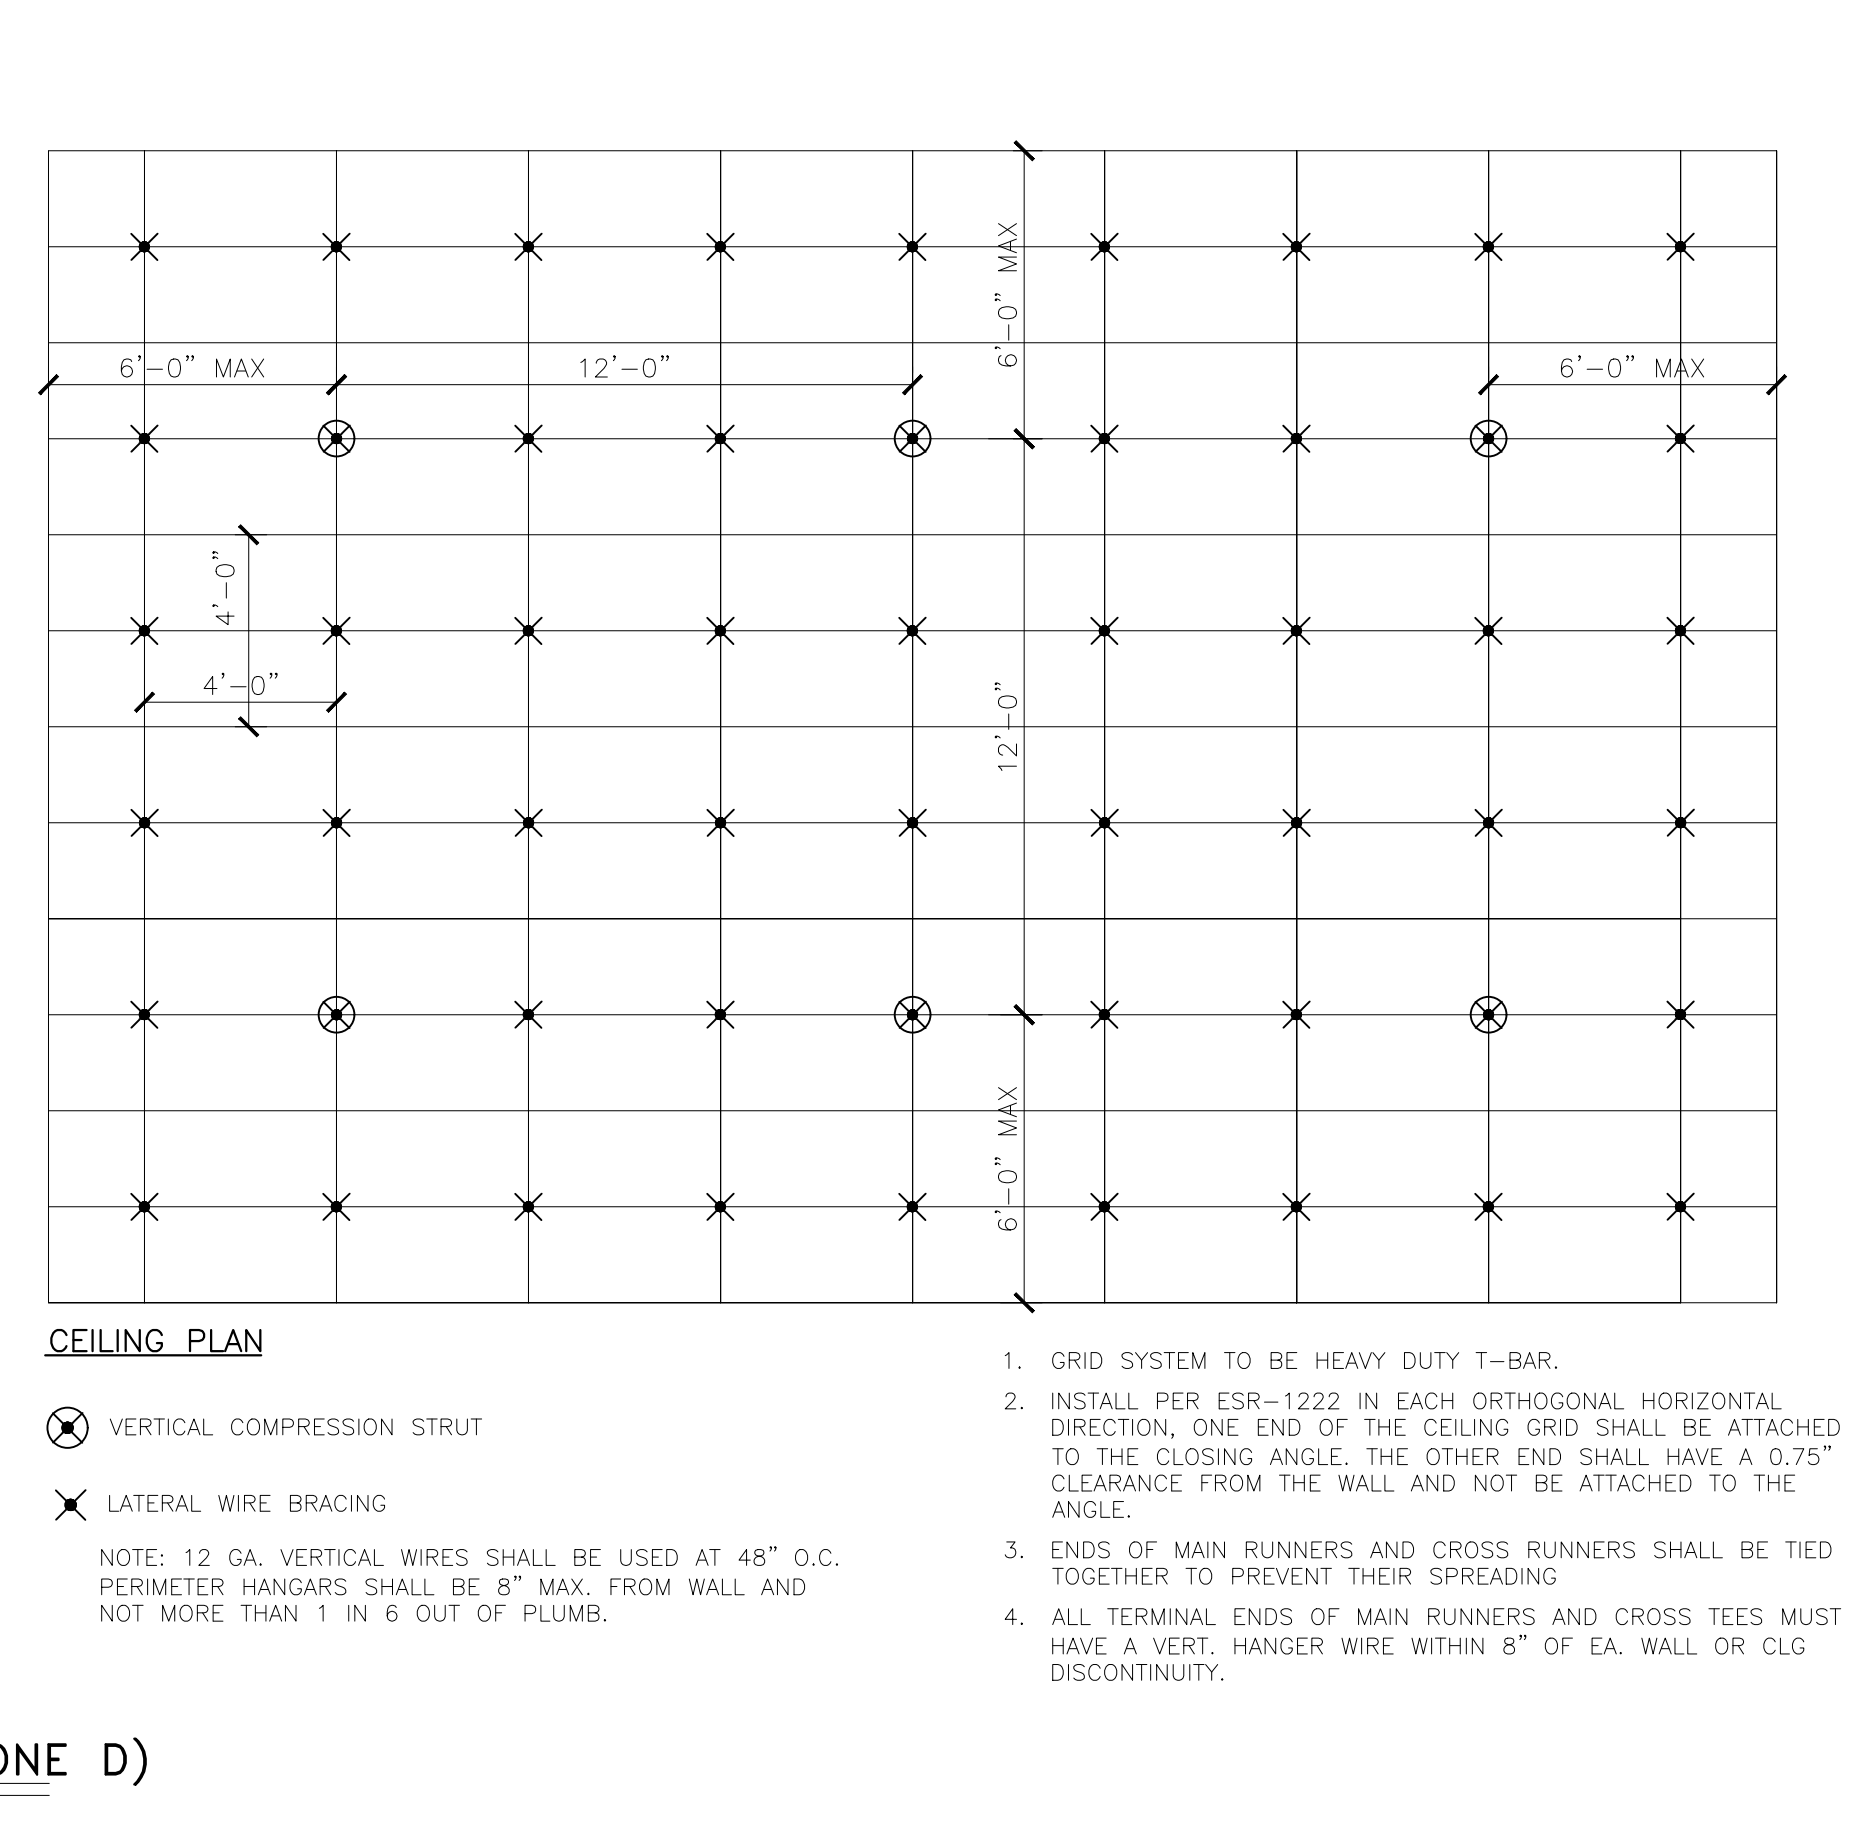 6'-0" MAX
6'-0" MAX
12'-0"
6'-0" MAX
4'-0"
4'-0"
12'-0"
6'-0" MAX
CEILING PLAN
VERTICAL COMPRESSION STRUT
LATERAL WIRE BRACING
NOTE: 12 GA. VERTICAL WIRES SHALL BE USED AT 48" O.C.
PERIMETER HANGARS SHALL BE 8" MAX. FROM WALL AND
NOT MORE THAN 1 IN 6 OUT OF PLUMB.
1. GRID SYSTEM TO BE HEAVY DUTY T-BAR.
2. INSTALL PER ESR-1222 IN EACH ORTHOGONAL HORIZONTAL
DIRECTION, ONE END OF THE CEILING GRID SHALL BE ATTACHED
TO THE CLOSING ANGLE. THE OTHER END SHALL HAVE A 0.75"
CLEARANCE FROM THE WALL AND NOT BE ATTACHED TO THE
ANGLE.
3. ENDS OF MAIN RUNNERS AND CROSS RUNNERS SHALL BE TIED
TOGETHER TO PREVENT THEIR SPREADING
4. ALL TERMINAL ENDS OF MAIN RUNNERS AND CROSS TEES MUST
HAVE A VERT. HANGER WIRE WITHIN 8" OF EA. WALL OR CLG
DISCONTINUITY.
ONE D)